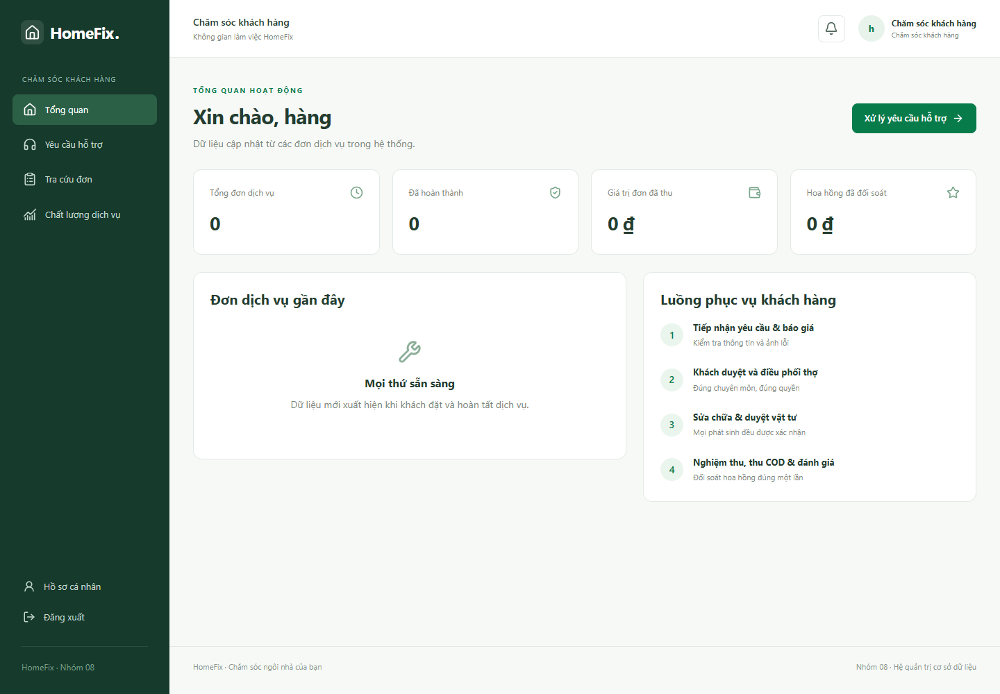 HomeFix.
CHĂM SÓC KHÁCH HÀNG
Tổng quan
Yêu cầu hỗ trợ
Tra cứu đơn
Chất lượng dịch vụ
Hồ sơ cá nhân
Đăng xuất
HomeFix · Nhóm 08
Chăm sóc khách hàng
Không gian làm việc HomeFix
h
Chăm sóc khách hàng
Chăm sóc khách hàng
TỔNG QUAN HOẠT ĐỘNG
Xin chào, hàng
Dữ liệu cập nhật từ các đơn dịch vụ trong hệ thống.
Xử lý yêu cầu hỗ trợ
Tổng đơn dịch vụ
0
Đã hoàn thành
0
Giá trị đơn đã thu
0 ₫
Hoa hồng đã đối soát
0 ₫
Đơn dịch vụ gần đây
Mọi thứ sẵn sàng
Dữ liệu mới xuất hiện khi khách đặt và hoàn tất dịch vụ.
Luồng phục vụ khách hàng
1
Tiếp nhận yêu cầu & báo giá
Kiểm tra thông tin và ảnh lỗi
2
Khách duyệt và điều phối thợ
Đúng chuyên môn, đúng quyền
3
Sửa chữa & duyệt vật tư
Mọi phát sinh đều được xác nhận
4
Nghiệm thu, thu COD & đánh giá
Đối soát hoa hồng đúng một lần
HomeFix · Chăm sóc ngôi nhà của bạn
Nhóm 08 · Hệ quản trị cơ sở dữ liệu